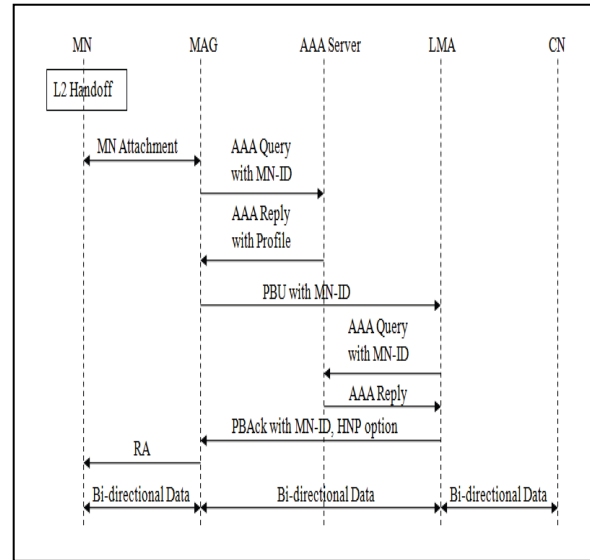 MN MAG AAA Server LMA CN
L2 Handoff
MN Attachment
AAA Query
with MN-ID
AAA Reply
with Profile
PBU with MN-ID
AAA Query
with MN-ID
AAA Reply
PBAck with MN-ID, HNP option
RA
Bi-directional Data Bi-directional Data Bi-directional Data